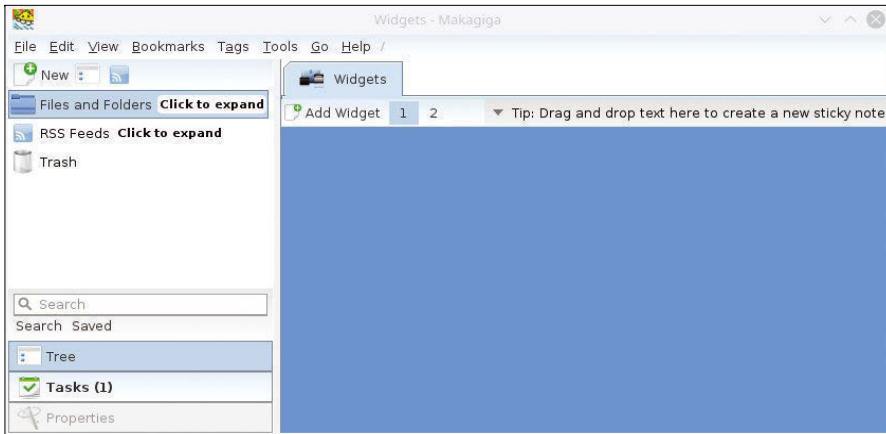 Widgets - Makagiga
File Edit View Bookmarks Tags Tools Go Help /
New
Widgets
Files and Folders Click to expand
Add Widget 1 2 Tip: Drag and drop text here to create a new sticky note
RSS Feeds Click to expand
Trash
Search
Search Saved
Tree
Tasks (1)
Properties